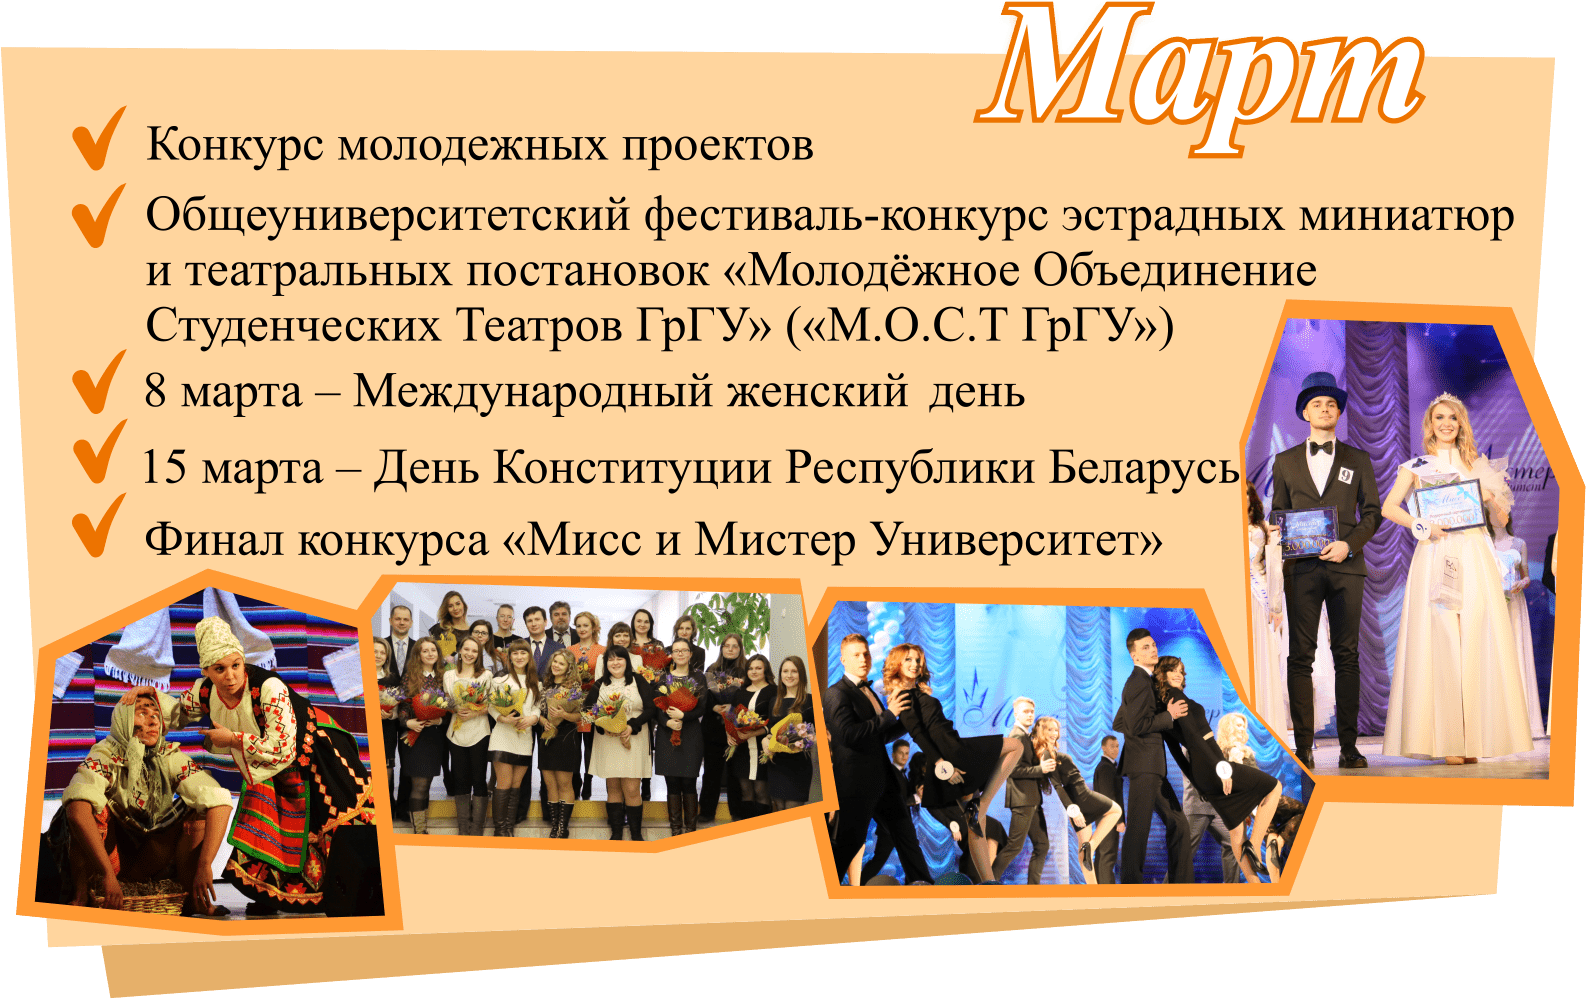 Март
Конкурс молодежных проектов
Общеуниверситетский фестиваль-конкурс эстрадных миниатюр
и театральных постановок «Молодёжное Объединение
Студенческих Театров ГрГУ» («М.О.С.Т ГрГУ»)
8 марта – Международный женский день
15 марта – День Конституции Республики Беларусь
Финал конкурса «Мисс и Мистер Университет»
9